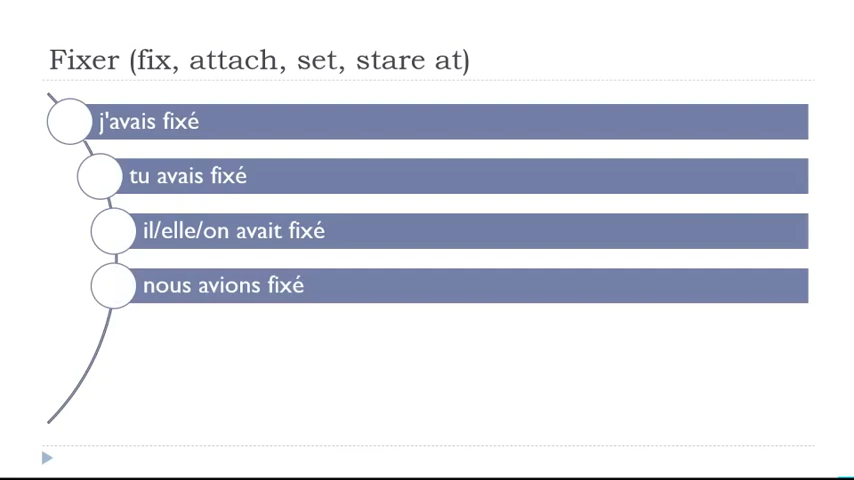 Fixer (fix, attach, set, stare at)
j'avais fixé
tu avais fixé
il/elle/on avait fixé
nous avions fixé